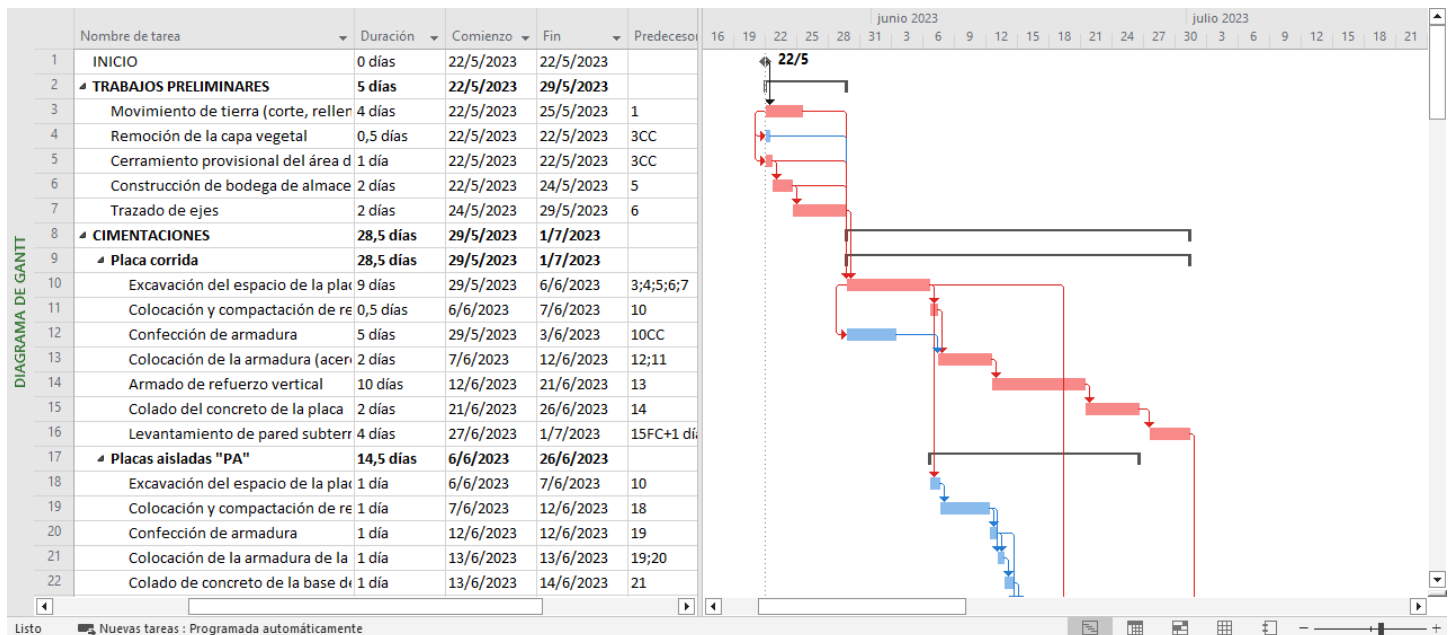 junio 2023 julio 2023
Nombre de tarea Duración Comienzo Fin Predecesor 16 19 22 25 28 31 3 6 9 12 15 18 21 24 27 30 3 6 9 12 15 18 21
1 INICIO 0 días 22/5/2023 22/5/2023 22/5
2 TRABAJOS PRELIMINARES 5 días 22/5/2023 29/5/2023
3 Movimiento de tierra (corte, rellen 4 días 22/5/2023 25/5/2023 1
4 Remoción de la capa vegetal 0,5 días 22/5/2023 22/5/2023 3CC
5 Cerramiento provisional del área d 1 día 22/5/2023 22/5/2023 3CC
6 Construcción de bodega de almace 2 días 22/5/2023 24/5/2023 5
7 Trazado de ejes 2 días 24/5/2023 29/5/2023 6
8 CIMENTACIONES 28,5 días 29/5/2023 1/7/2023
9 Placa corrida 28,5 días 29/5/2023 1/7/2023
10 Excavación del espacio de la plac 9 días 29/5/2023 6/6/2023 3;4;5;6;7
11 Colocación y compactación de re 0,5 días 6/6/2023 7/6/2023 10
12 Confección de armadura 5 días 29/5/2023 3/6/2023 10CC
13 Colocación de la armadura (acer 2 días 7/6/2023 12/6/2023 12;11
14 Armado de refuerzo vertical 10 días 12/6/2023 21/6/2023 13
15 Colado del concreto de la placa 2 días 21/6/2023 26/6/2023 14
16 Levantamiento de pared subterr 4 días 27/6/2023 1/7/2023 15FC+1 día
17 Placas aisladas "PA" 14,5 días 6/6/2023 26/6/2023
18 Excavación del espacio de la plac 1 día 6/6/2023 7/6/2023 10
19 Colocación y compactación de re 1 día 7/6/2023 12/6/2023 18
20 Confección de armadura 1 día 12/6/2023 12/6/2023 19
21 Colocación de la armadura de la 1 día 13/6/2023 13/6/2023 19;20
22 Colado de concreto de la base de 1 día 13/6/2023 14/6/2023 21
DIAGRAMA DE GANTT
Listo Nuevas tareas : Programada automáticamente